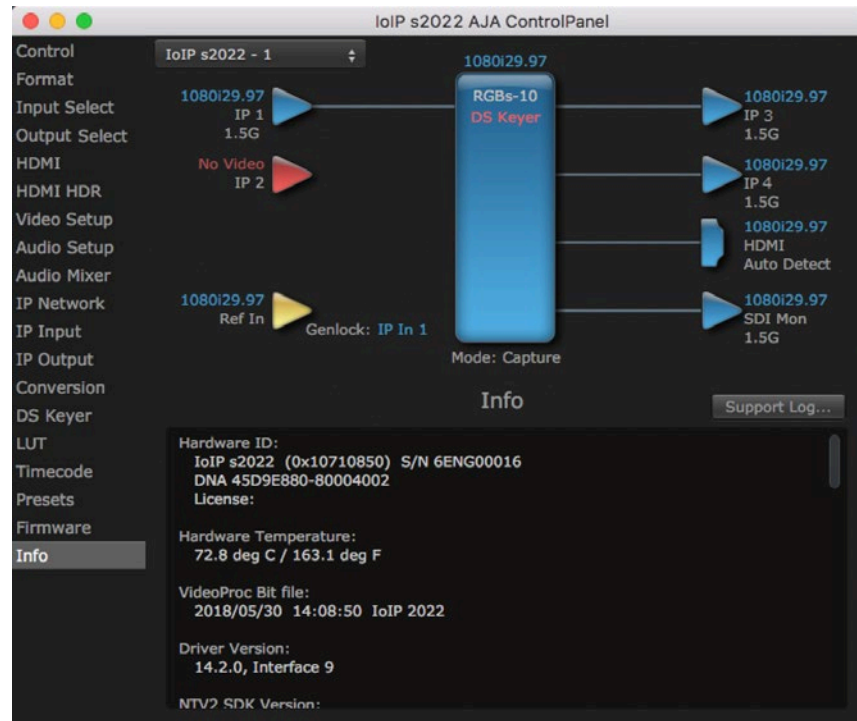 IoIP s2022 AJA ControlPanel
Control
Format
Input Select
Output Select
HDMI
HDMI HDR
Video Setup
Audio Setup
Audio Mixer
IP Network
IP Input
IP Output
Conversion
DS Keyer
LUT
Timecode
Presets
Firmware
Info
IoIP s2022 - 1
1080i29.97
IP 1
1.5G
No Video
IP 2
1080i29.97
Ref In
Genlock: IP In 1
1080i29.97
RGBs-10
DS Keyer
Mode: Capture
1080i29.97
IP 3
1.5G
1080i29.97
IP 4
1.5G
1080i29.97
HDMI
Auto Detect
1080i29.97
SDI Mon
1.5G
Info
Support Log...
Hardware ID:
IoIP s2022 (0x10710850) S/N 6ENG00016
DNA 45D9E880-80004002
License:
Hardware Temperature:
72.8 deg C / 163.1 deg F
VideoProc Bit file:
2018/05/30 14:08:50 IoIP 2022
Driver Version:
14.2.0, Interface 9
NTV2 SDK Version: